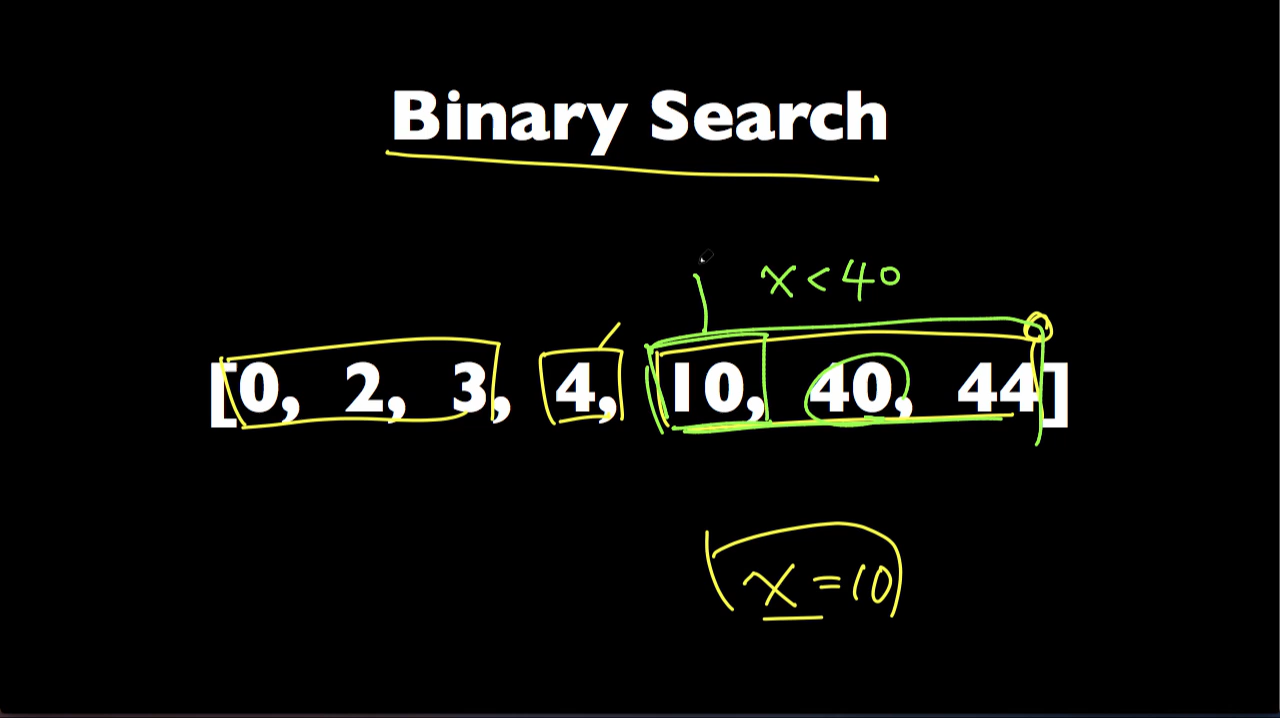 Binary Search
x < 40
[0, 2, 3, 4, 10, 40, 44]
x = 10